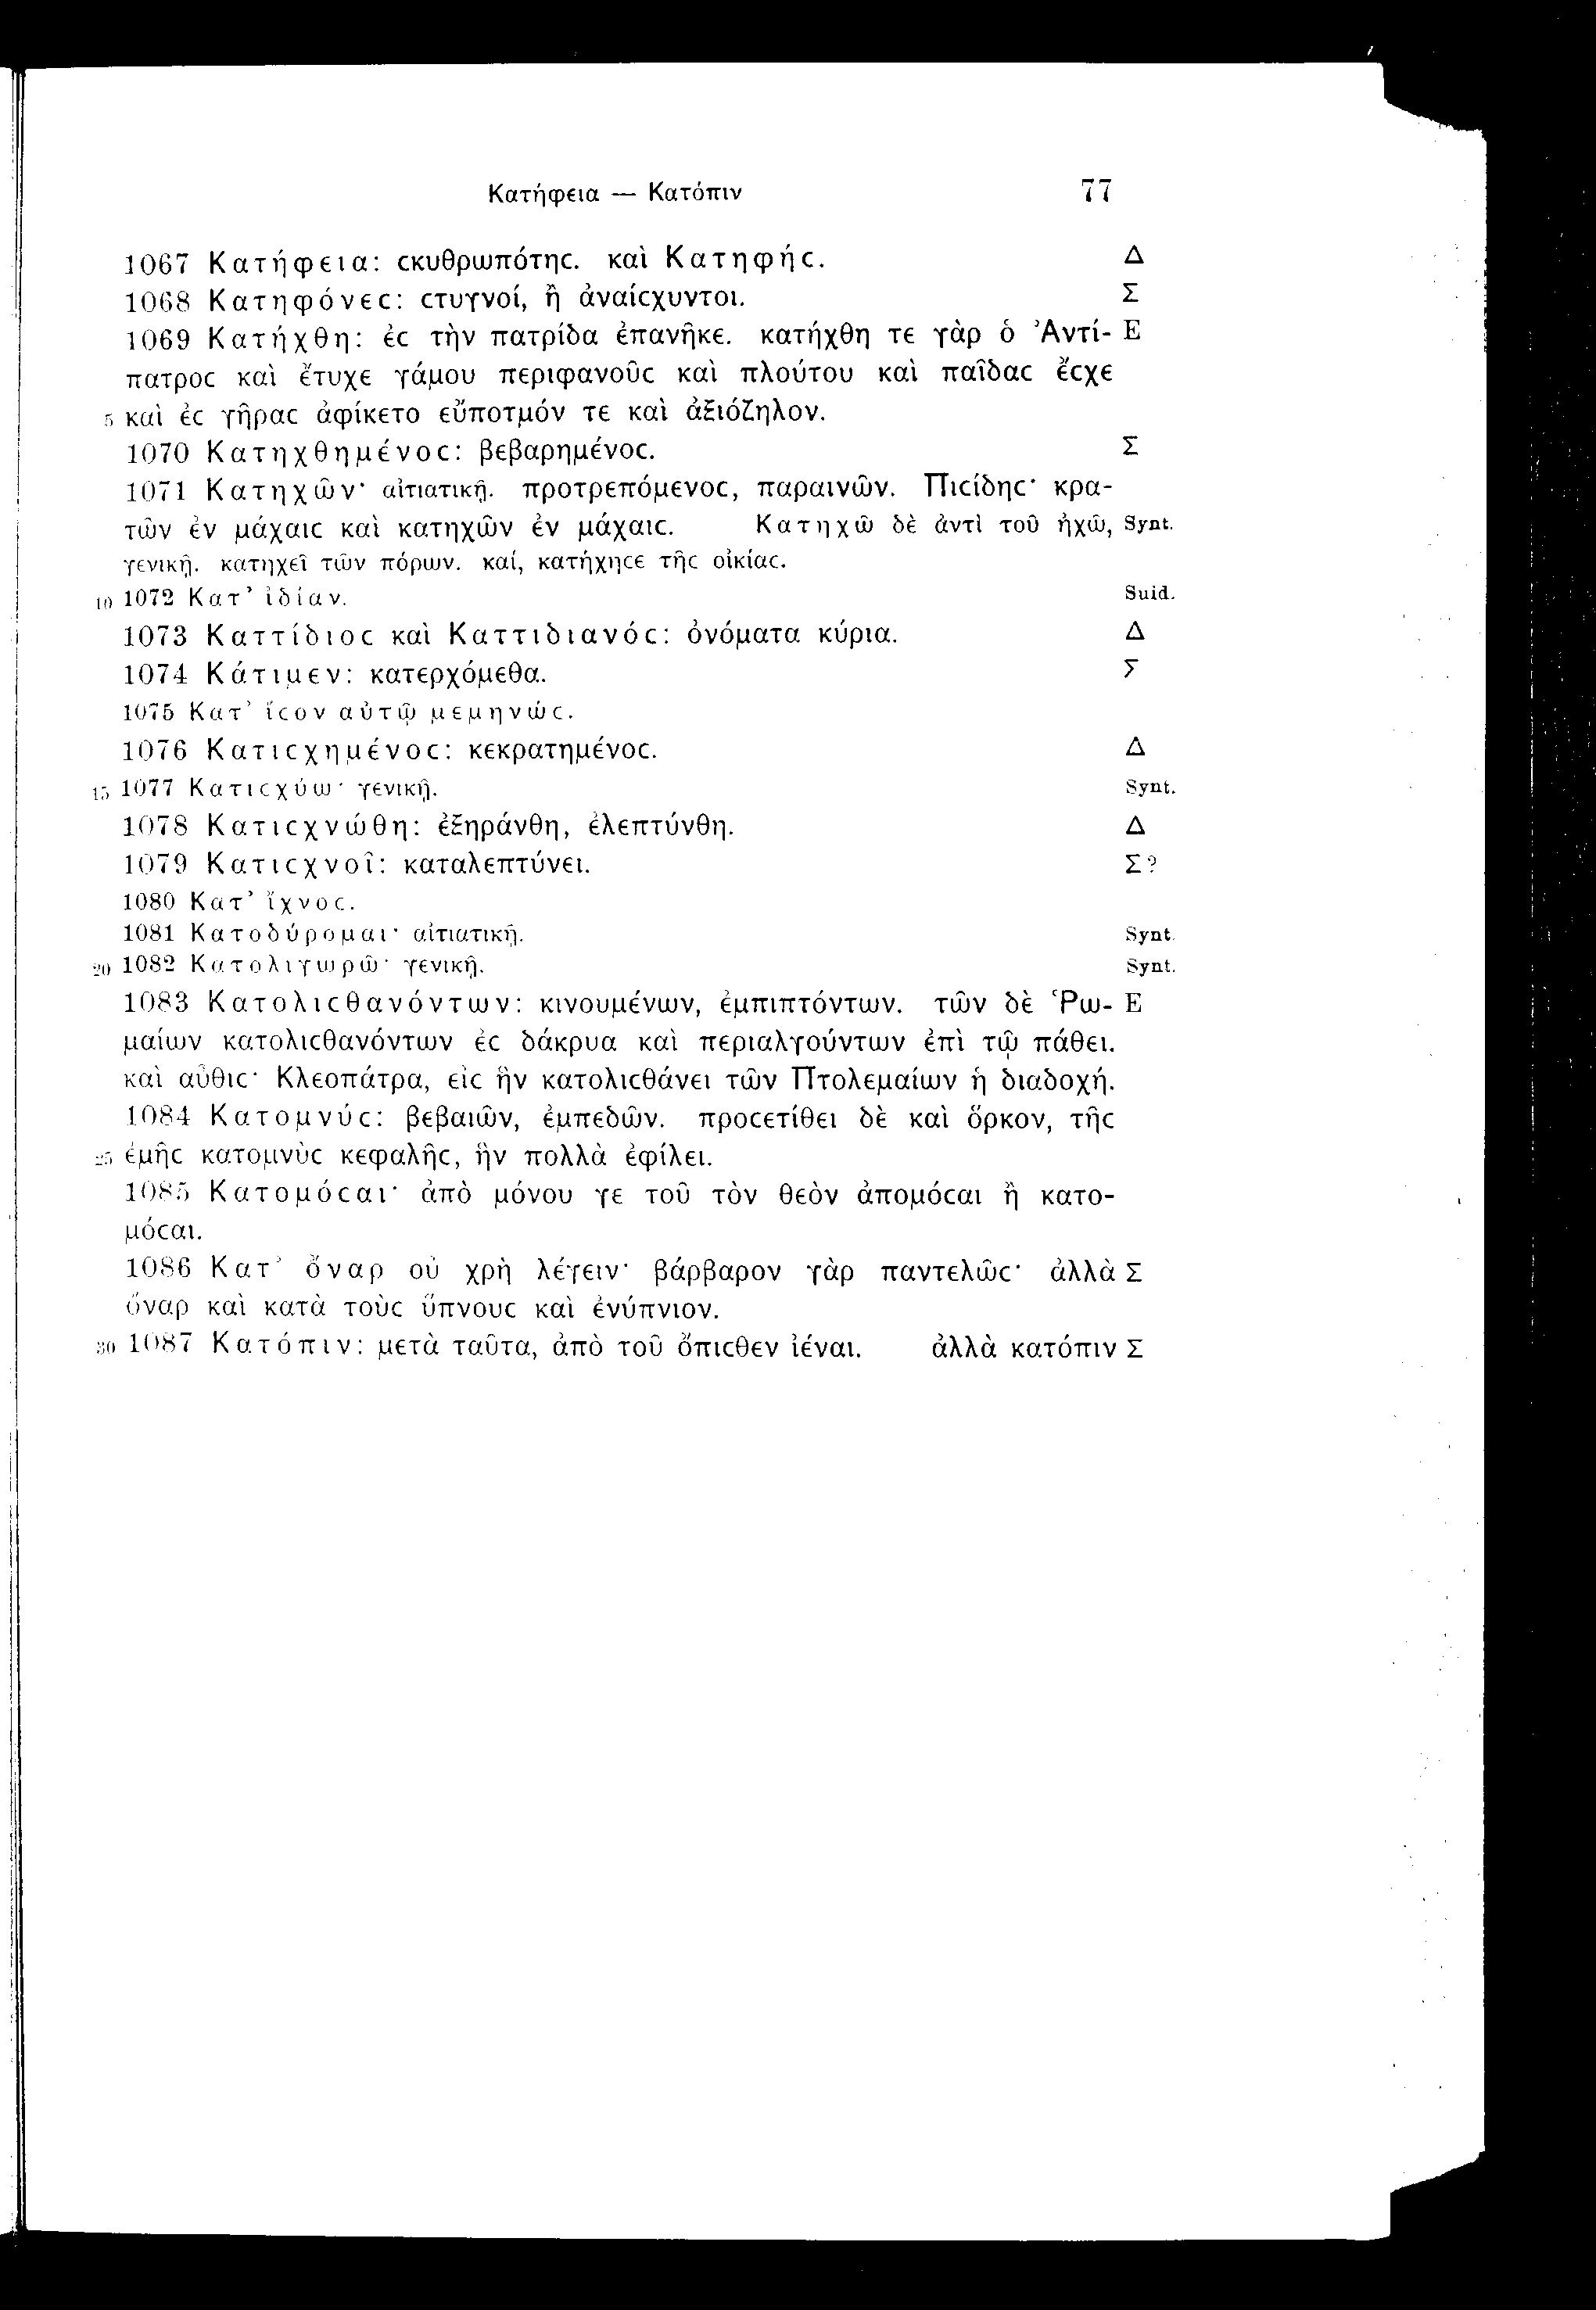 Κατήφεια — Κατόπιν 77
1067 Κατήφεια: ϲκυθρωπότηϲ. καὶ Κατηφήϲ. Δ
1068 Κατηφόνεϲ: ϲτυγνοί, ἢ ἀναίϲχυντοι. Σ
1069 Κατήχθη: ἐϲ τὴν πατρίδα ἐπανῆκε. κατήχθη τε γὰρ ὁ Ἀντί- Ε
πατροϲ καὶ ἔτυχε γάμου περιφανοῦϲ καὶ πλούτου καὶ παῖδαϲ ἔϲχε
5 καὶ ἐϲ γῆραϲ ἀφίκετο εὔποτμόν τε καὶ ἀξιόζηλον.
1070 Κατηχθημένοϲ: βεβαρημένοϲ. Σ
1071 Κατηχῶν· αἰτιατικῇ. προτρεπόμενοϲ, παραινῶν. Πιϲίδηϲ· κρα-
τῶν ἐν μάχαιϲ καὶ κατηχῶν ἐν μάχαιϲ. Κατηχῶ δὲ ἀντὶ τοῦ ἠχῶ, Synt.
γενικῇ. κατηχεῖ τῶν πόρων. καί, κατήχηϲε τῆϲ οἰκίαϲ.
10 1072 Κατ’ ἰδίαν. Suid.
1073 Καττίδιοϲ καὶ Καττιδιανόϲ: ὀνόματα κύρια. Δ
1074 Κάτιμεν: κατερχόμεθα. Σ
1075 Κατ’ ἴϲον αὐτῷ μεμηνώϲ.
1076 Κατιϲχημένοϲ: κεκρατημένοϲ. Δ
15 1077 Κατιϲχύω· γενικῇ. Synt.
1078 Κατιϲχνώθη: ἐξηράνθη, ἐλεπτύνθη. Δ
1079 Κατιϲχνοῖ: καταλεπτύνει. Σ?
1080 Κατ’ ἴχνοϲ.
1081 Κατοδύρομαι· αἰτιατικῇ. Synt.
20 1082 Κατολιγωρῶ· γενικῇ. Synt.
1083 Κατολιϲθανόντων: κινουμένων, ἐμπιπτόντων. τῶν δὲ Ῥω- Ε
μαίων κατολιϲθανόντων ἐϲ δάκρυα καὶ περιαλγούντων ἐπὶ τῷ πάθει.
καὶ αὖθιϲ· Κλεοπάτρα, εἰϲ ἣν κατολιϲθάνει τῶν Πτολεμαίων ἡ διαδοχή.
1084 Κατομνύϲ: βεβαιῶν, ἐμπεδῶν. προϲετίθει δὲ καὶ ὅρκον, τῆϲ
25 ἐμῆϲ κατομνὺϲ κεφαλῆϲ, ἣν πολλὰ ἐφίλει.
1085 Κατομόϲαι· ἀπὸ μόνου γε τοῦ τὸν θεὸν ἀπομόϲαι ἢ κατο-
μόϲαι.
1086 Κατ’ ὄναρ οὐ χρὴ λέγειν· βάρβαρον γὰρ παντελῶϲ· ἀλλὰ Σ
ὄναρ καὶ κατὰ τοὺϲ ὕπνουϲ καὶ ἐνύπνιον.
30 1087 Κατόπιν: μετὰ ταῦτα, ἀπὸ τοῦ ὄπιϲθεν ἰέναι. ἀλλὰ κατόπιν Σ